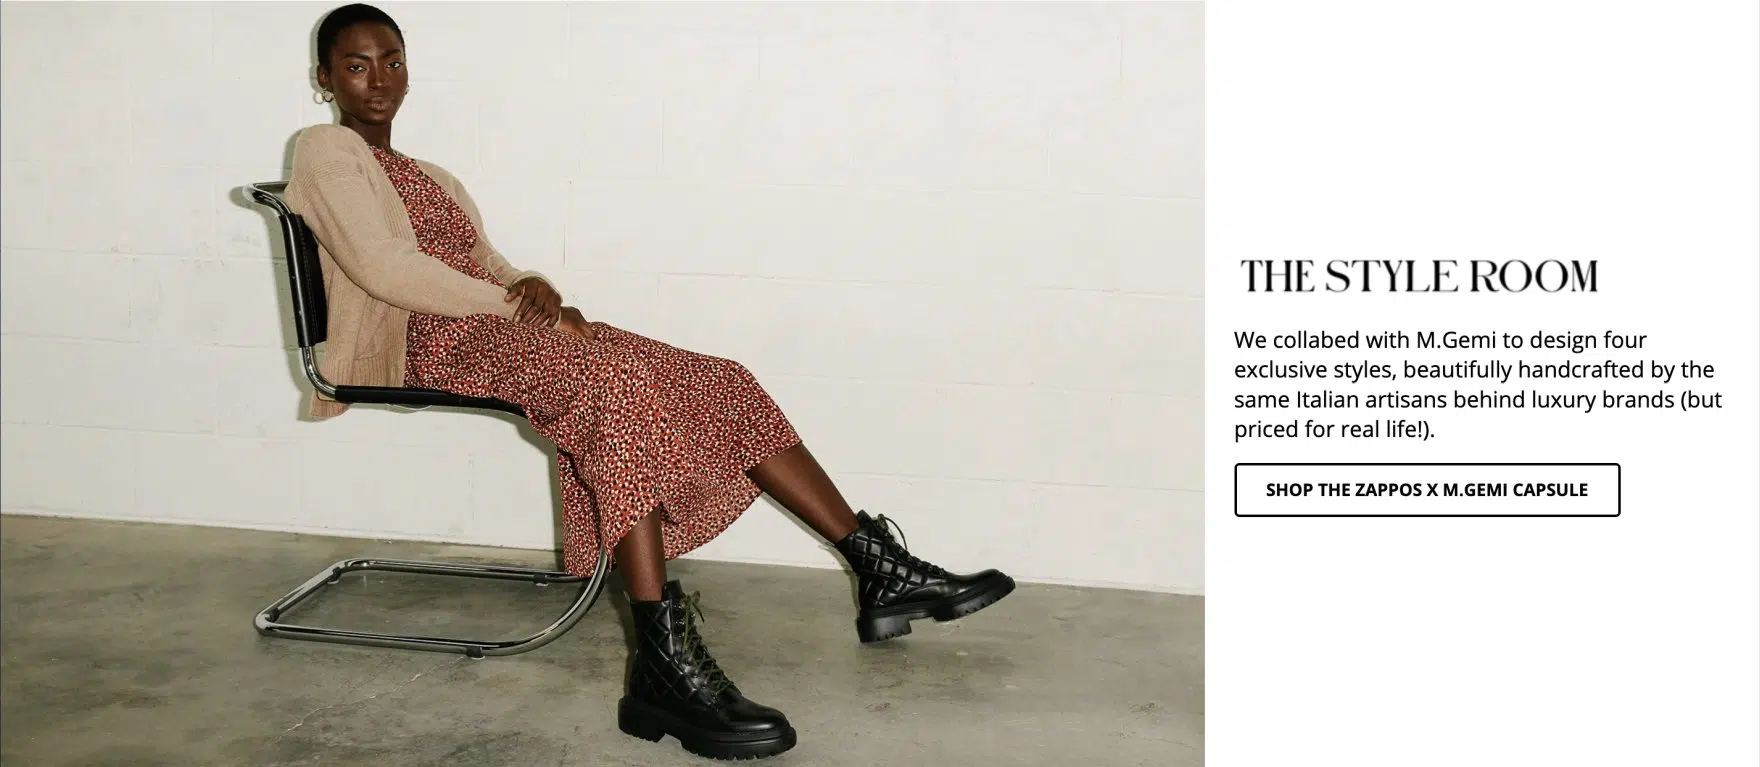 THE STYLE ROOM
We collabed with M.Gemi to design four
exclusive styles, beautifully handcrafted by the
same Italian artisans behind luxury brands (but
priced for real life!).
SHOP THE ZAPPOS X M.GEMI CAPSULE